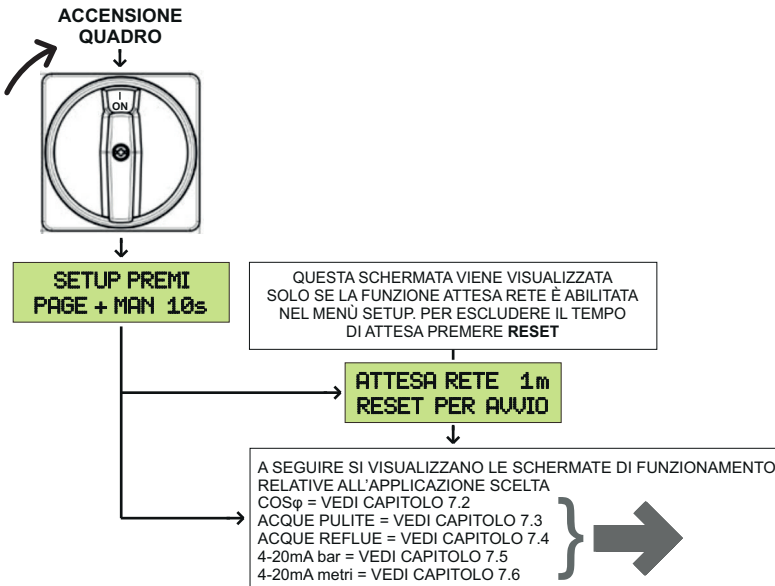 ACCENSIONE
QUADRO
I
ON
SETUP PREMI
PAGE + MAN 10s
QUESTA SCHERMATA VIENE VISUALIZZATA
SOLO SE LA FUNZIONE ATTESA RETE È ABILITATA
NEL MENÙ SETUP. PER ESCLUDERE IL TEMPO
DI ATTESA PREMERE RESET
ATTESA RETE 1m
RESET PER AVVIO
A SEGUIRE SI VISUALIZZANO LE SCHERMATE DI FUNZIONAMENTO
RELATIVE ALL'APPLICAZIONE SCELTA
COSφ = VEDI CAPITOLO 7.2
ACQUE PULITE = VEDI CAPITOLO 7.3
ACQUE REFLUE = VEDI CAPITOLO 7.4
4-20mA bar = VEDI CAPITOLO 7.5
4-20mA metri = VEDI CAPITOLO 7.6